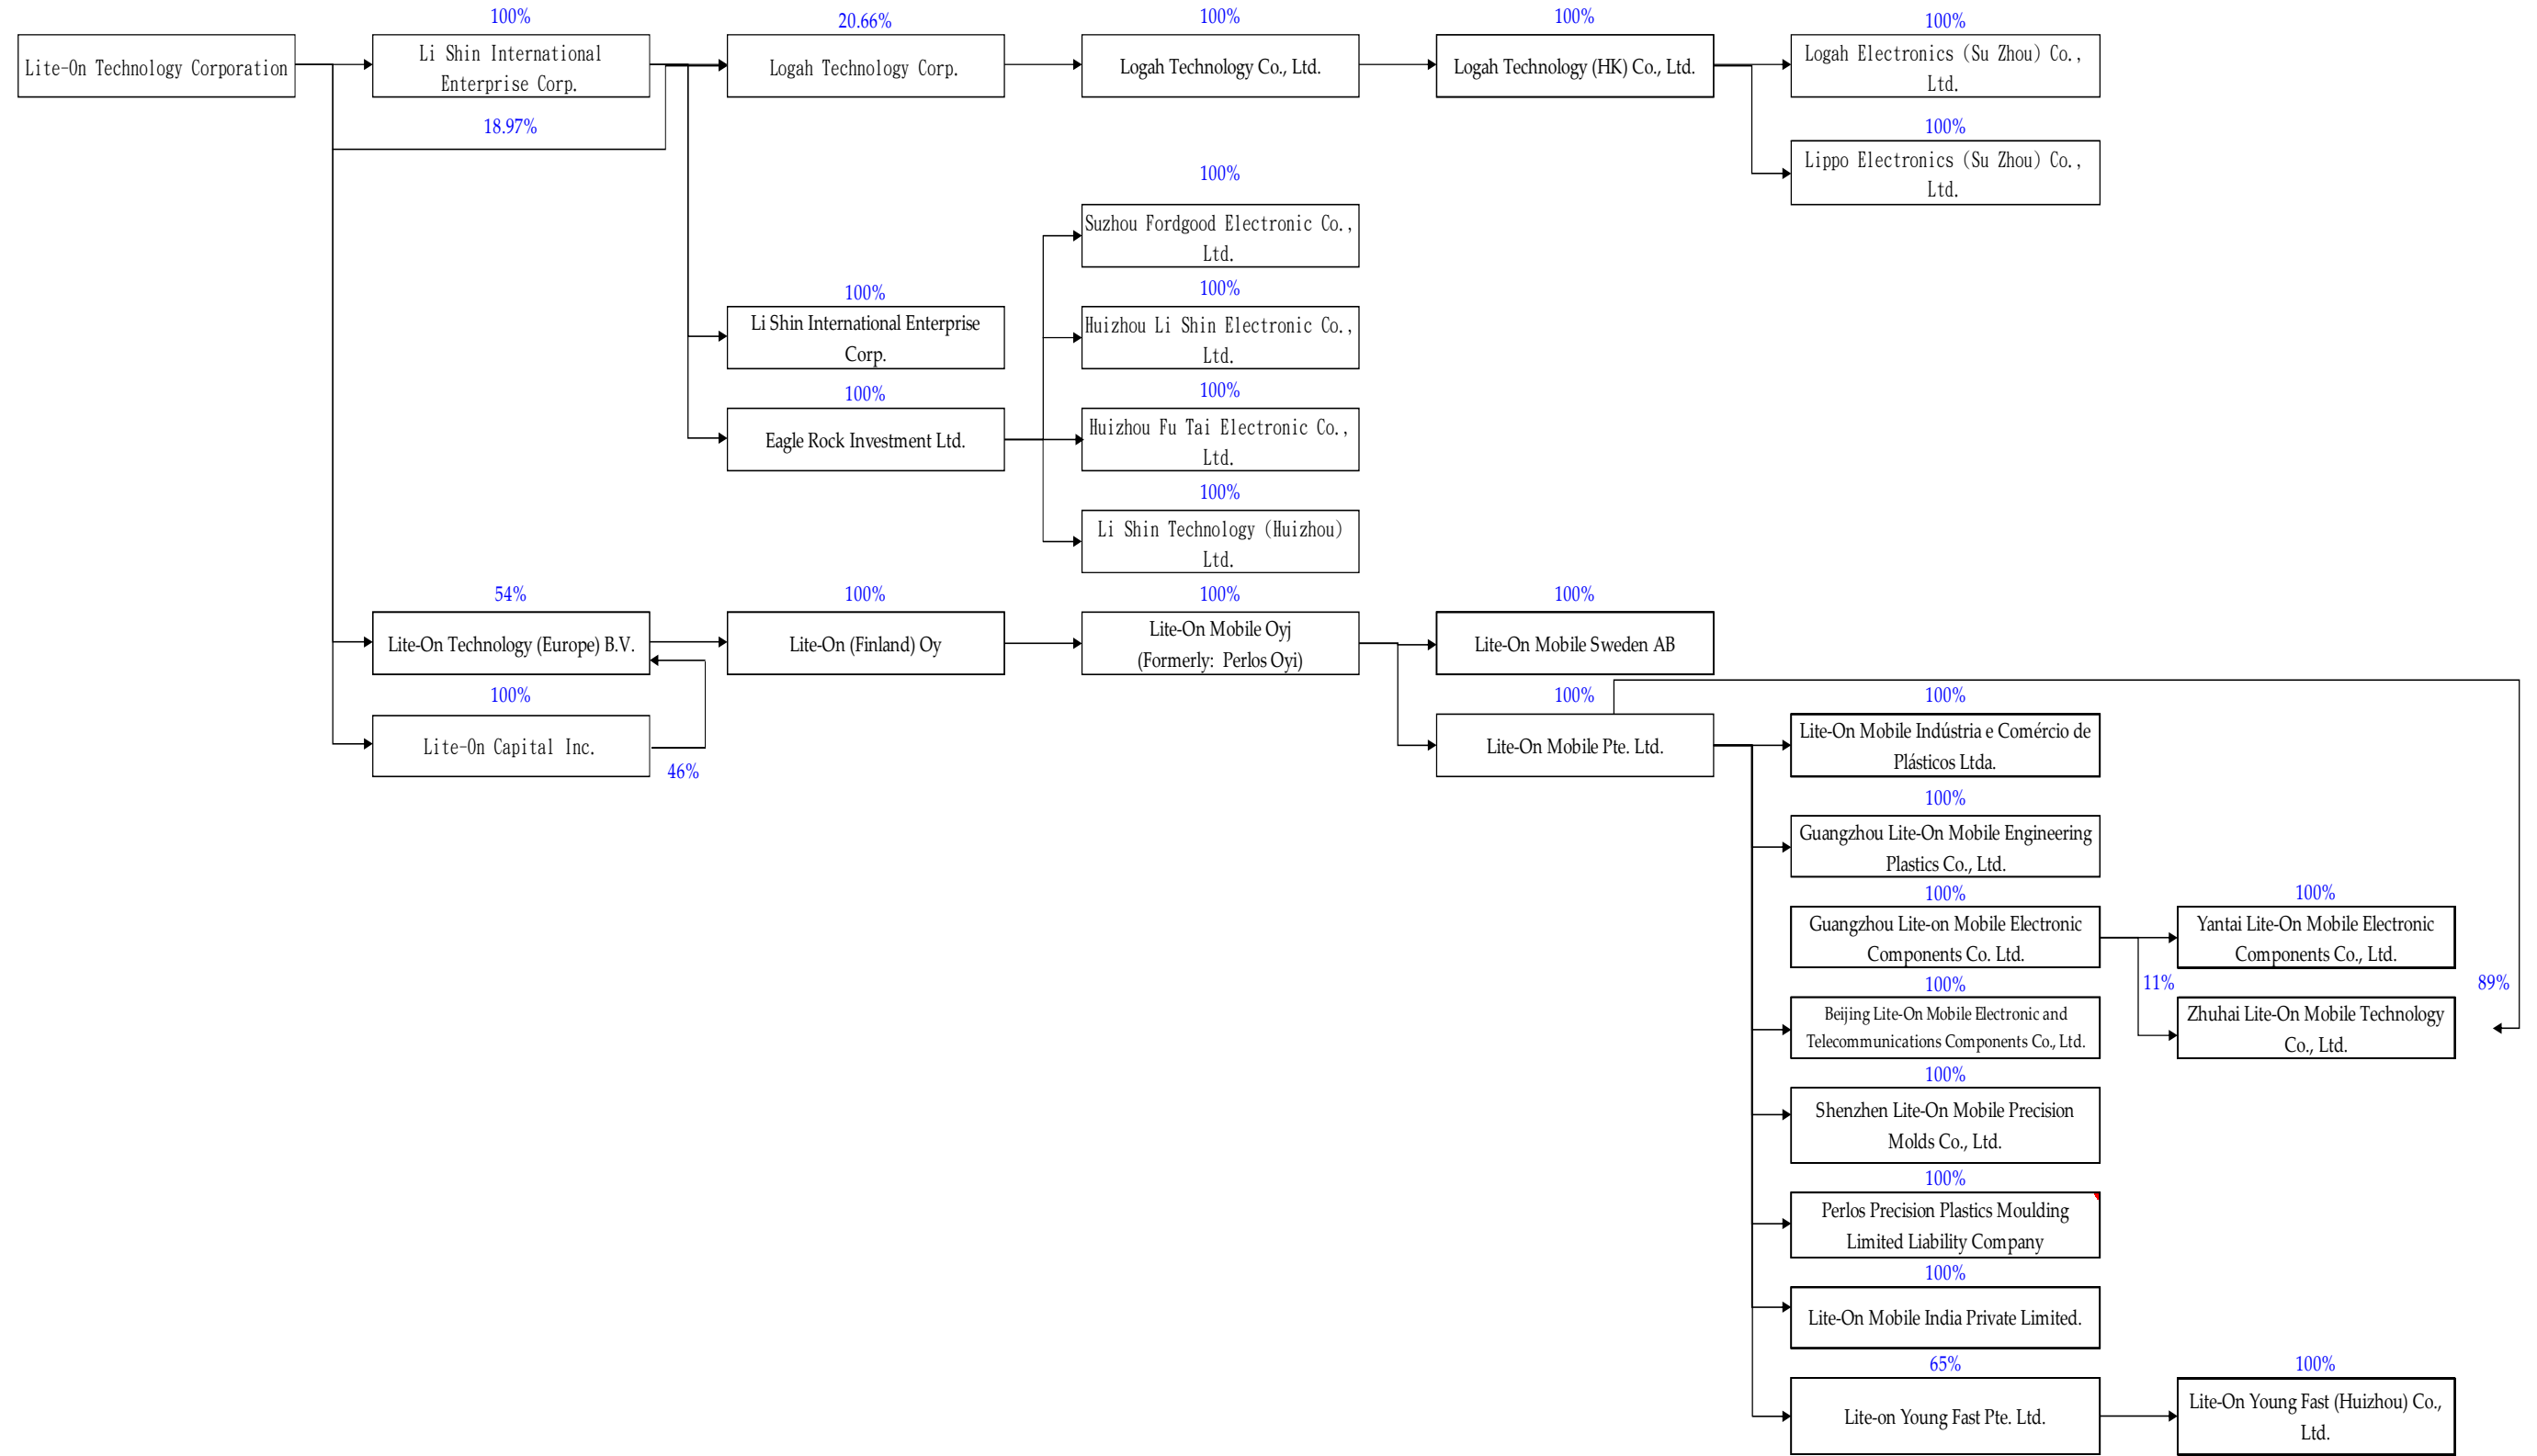 100%
20.66%
100%
100%
100%
Lite-On Technology Corporation
Li Shin International
Enterprise Corp.
Logah Technology Corp.
Logah Technology Co., Ltd.
Logah Technology (HK) Co., Ltd.
Logah Electronics (Su Zhou) Co.,
Ltd.
18.97%
100%
Lippo Electronics (Su Zhou) Co.,
Ltd.
100%
Suzhou Fordgood Electronic Co.,
Ltd.
100%
100%
Li Shin International Enterprise
Corp.
Huizhou Li Shin Electronic Co.,
Ltd.
100%
100%
Eagle Rock Investment Ltd.
Huizhou Fu Tai Electronic Co.,
Ltd.
100%
Li Shin Technology (Huizhou)
Ltd.
54%
100%
100%
100%
Lite-On Technology (Europe) B.V.
Lite-On (Finland) Oy
Lite-On Mobile Oyj
(Formerly: Perlos Oyi)
Lite-On Mobile Sweden AB
100%
100%
100%
Lite-On Capital Inc.
46%
Lite-On Mobile Pte. Ltd.
Lite-On Mobile Indústria e Comércio de
Plásticos Ltda.
100%
Guangzhou Lite-On Mobile Engineering
Plastics Co., Ltd.
100%
100%
Guangzhou Lite-on Mobile Electronic
Components Co. Ltd.
Yantai Lite-On Mobile Electronic
Components Co., Ltd.
100%
11%
89%
Beijing Lite-On Mobile Electronic and
Telecommunications Components Co., Ltd.
Zhuhai Lite-On Mobile Technology
Co., Ltd.
100%
Shenzhen Lite-On Mobile Precision
Molds Co., Ltd.
100%
Perlos Precision Plastics Moulding
Limited Liability Company
100%
Lite-On Mobile India Private Limited.
65%
100%
Lite-on Young Fast Pte. Ltd.
Lite-On Young Fast (Huizhou) Co.,
Ltd.